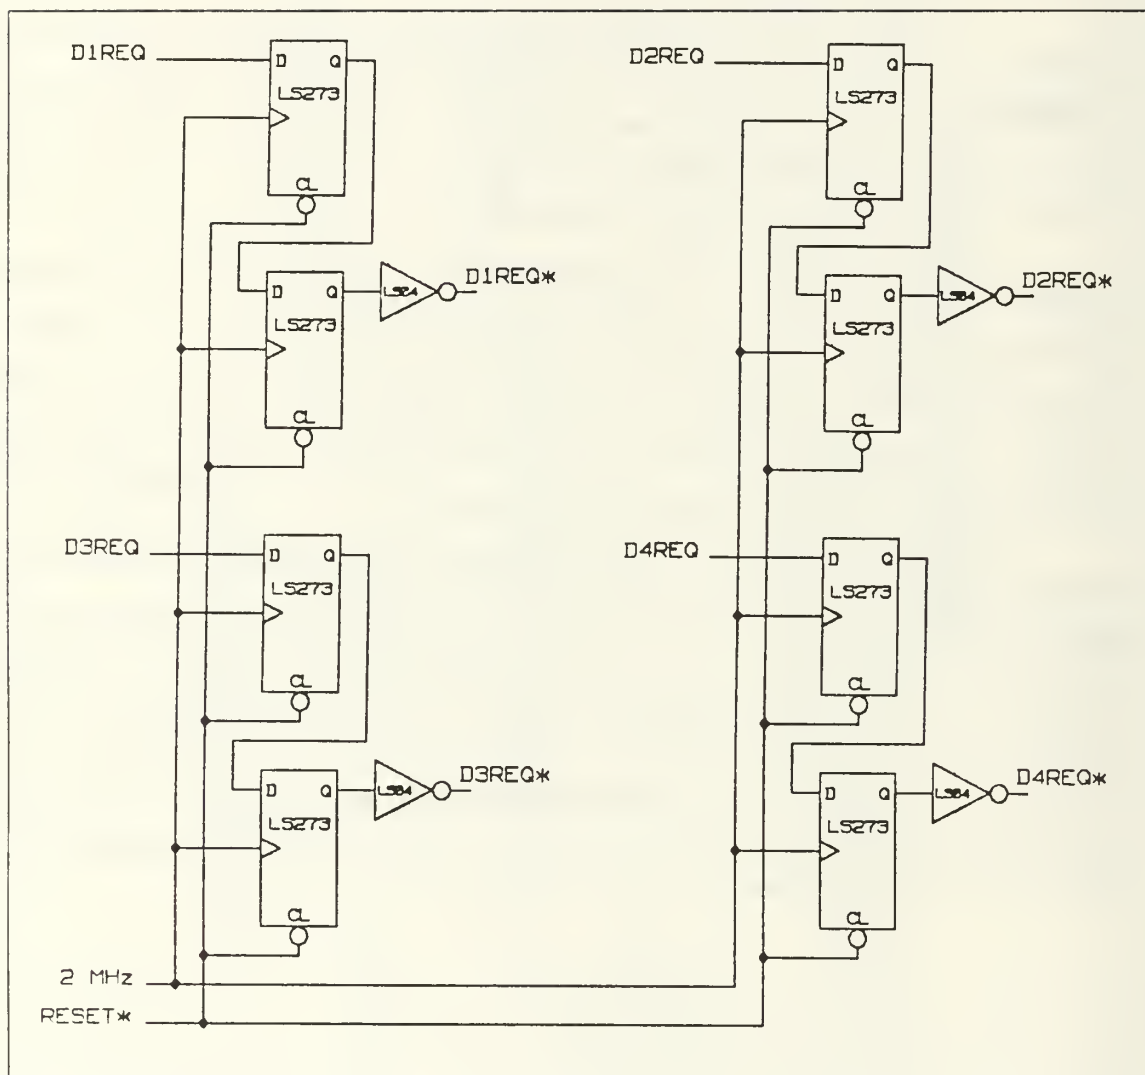 D1REQ
D
Q
LS273
CL
D
Q
LS273
CL
LS04
D1REQ*
D2REQ
D
Q
LS273
CL
D
Q
LS273
CL
LS04
D2REQ*
D3REQ
D
Q
LS273
CL
D
Q
LS273
CL
LS04
D3REQ*
D4REQ
D
Q
LS273
CL
D
Q
LS273
CL
LS04
D4REQ*
2 MHz
RESET*